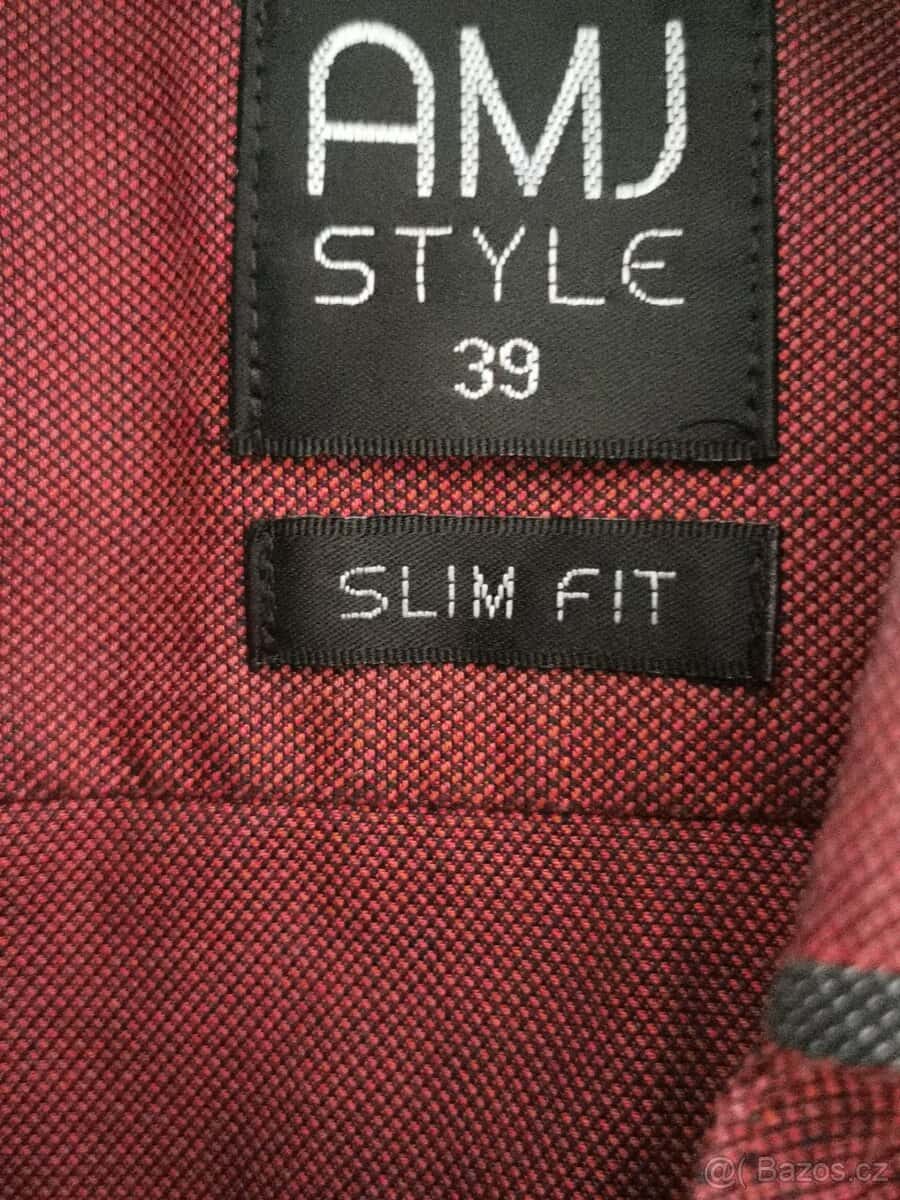 AMJ
STYLE
39
SLIM FIT
@( Bazos.cz